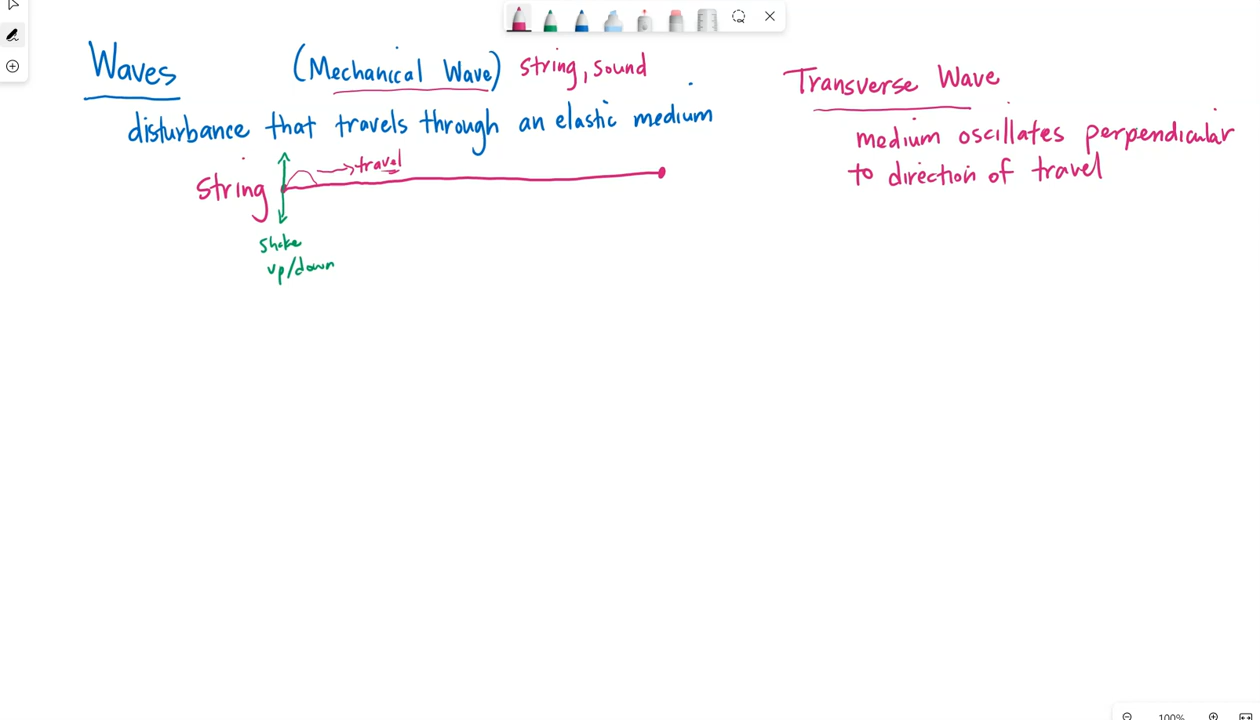 Waves (Mechanical Wave) string, sound
disturbance that travels through an elastic medium
→ travel
string
shake
up/down
Transverse Wave
medium oscillates perpendicular
to direction of travel
100%